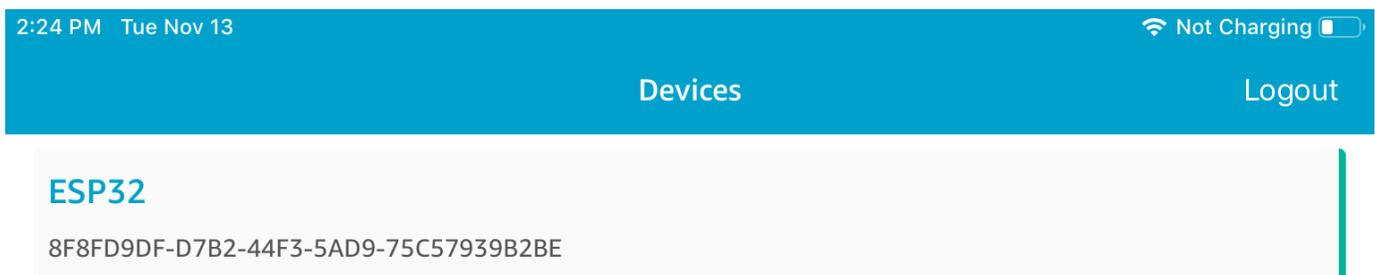 2:24 PM Tue Nov 13 Not Charging
Devices Logout
ESP32
8F8FD9DF-D7B2-44F3-5AD9-75C57939B2BE